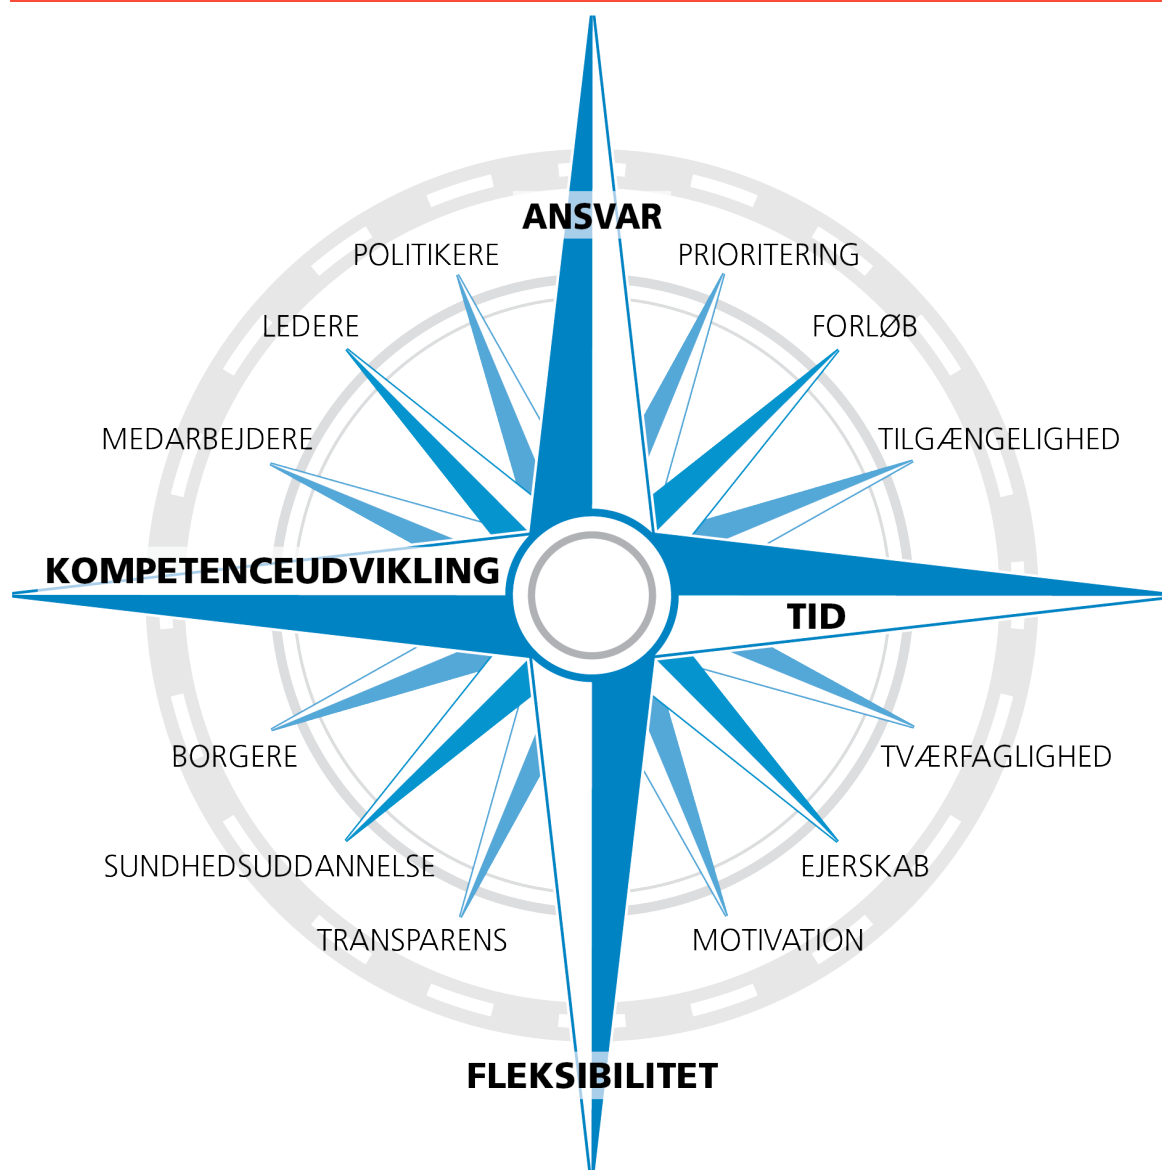 ANSVAR
POLITIKERE
PRIORITERING
LEDERE
FORLØB
MEDARBEJDERE
TILGÆNGELIGHED
KOMPETENCEUDVIKLING
TID
BORGERE
TVÆRFAGLIGHED
SUNDHEDSUDDANNELSE
EJERSKAB
TRANSPARENS
MOTIVATION
FLEKSIBILITET